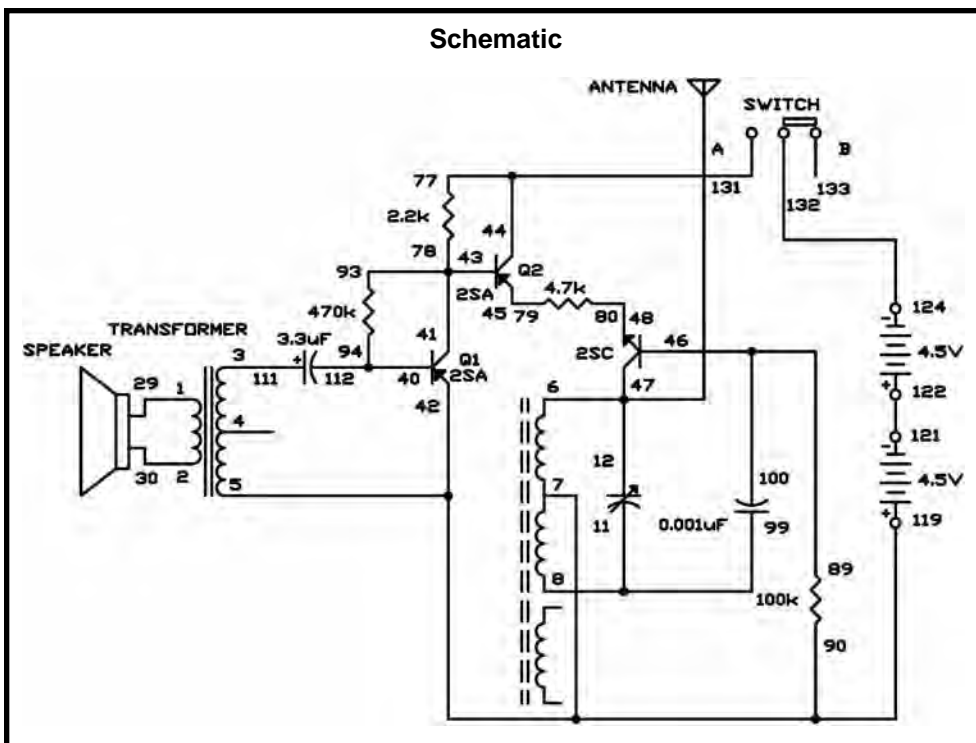 Schematic
ANTENNA
SWITCH
A
B
77
131
133
132
2.2k
44
78
43
Q2
93
4.7k
124
2SA
470k
45
79
80
48
-
TRANSFORMER
3.3uF
41
46
4.5V
SPEAKER
94
Q1
2SC
3
+
40
2SA
+
122
111
112
29
1
42
6
47
121
4
-
12
7
100
4.5V
30
2
5
11
0.001uF
99
+
119
8
89
100k
90